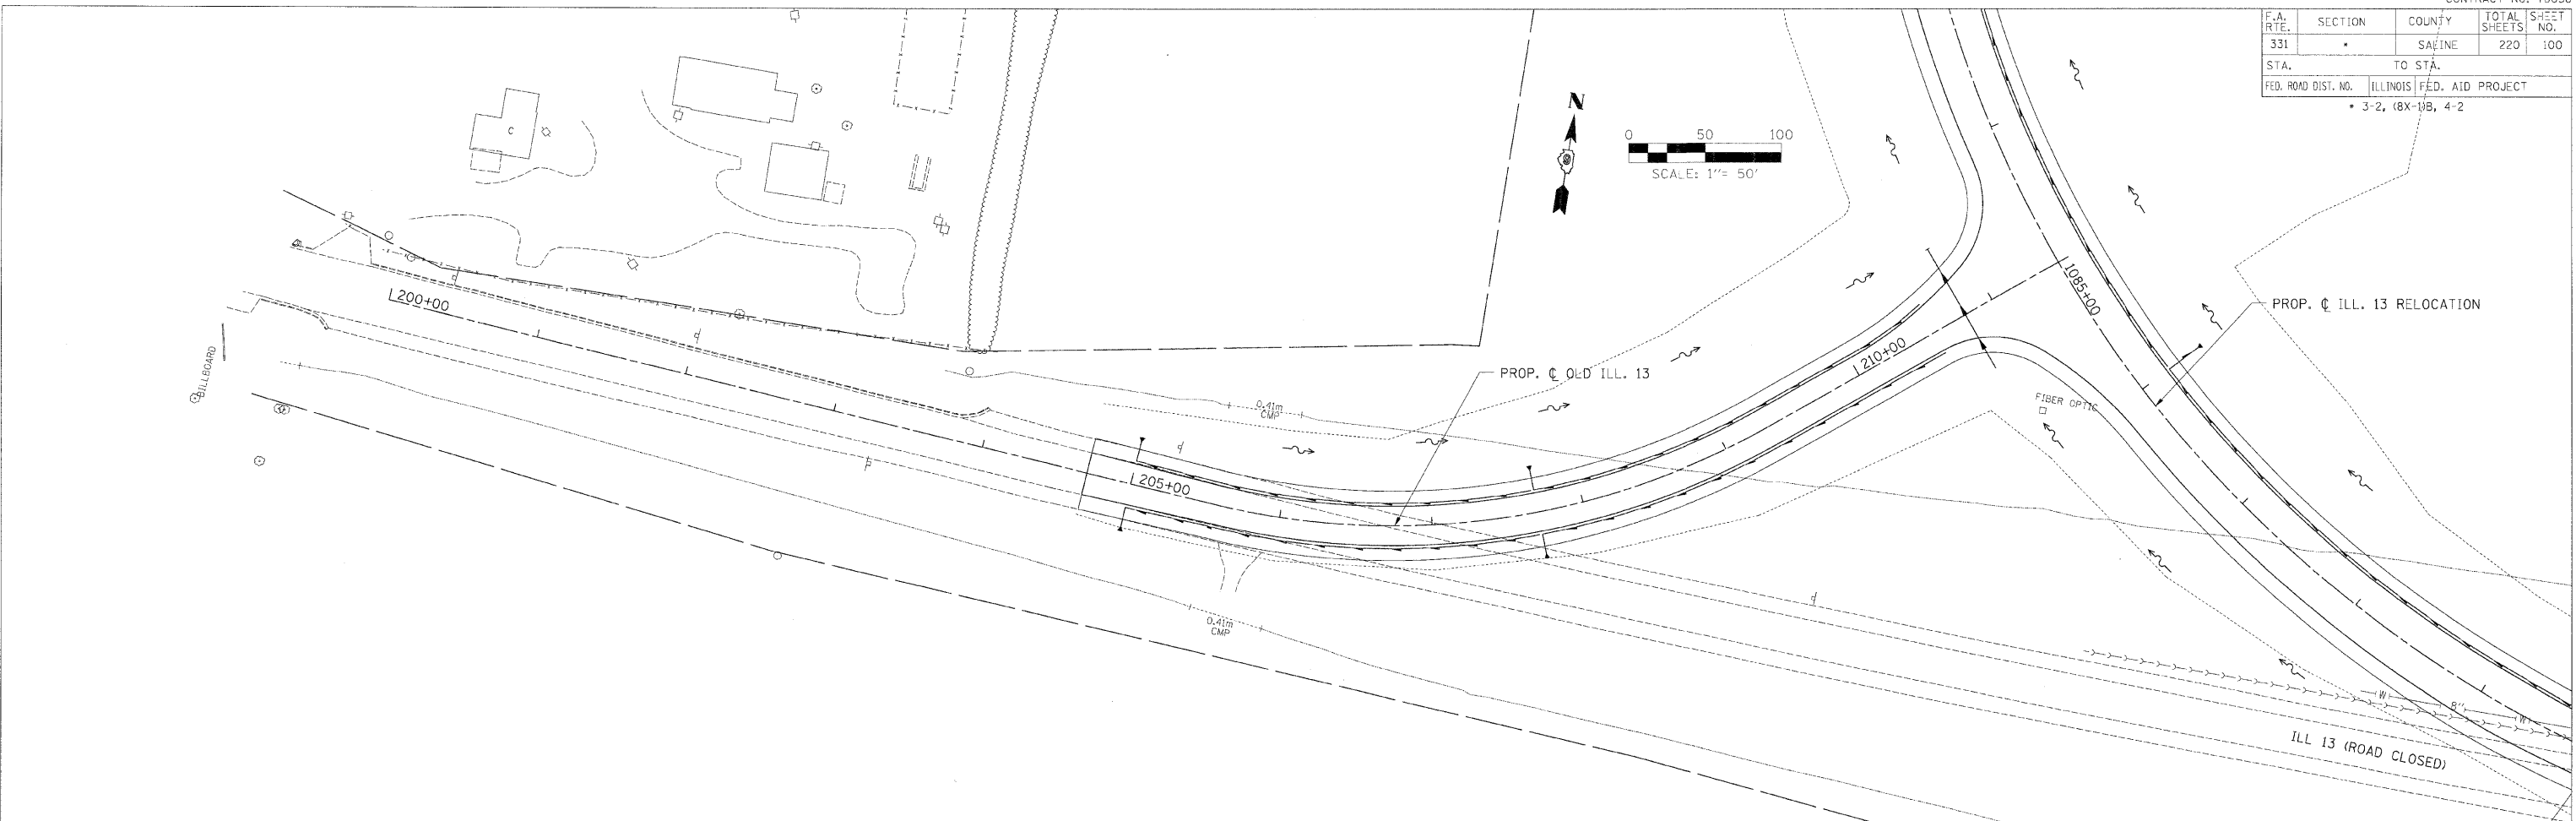 F.A. RTE. SECTION COUNTY TOTAL SHEETS SHEET NO.
331 * SALINE 220 100
STA. TO STA.
FED. ROAD DIST. NO. ILLINOIS FED. AID PROJECT
* 3-2, (8X-1)B, 4-2
C
N
0 50 100
SCALE: 1"= 50'
200+00
1085+00
PROP. ℄ ILL. 13 RELOCATION
BILLBOARD
210+00
PROP. ℄ OLD ILL. 13
0.41m
CMP
FIBER OPTIC
205+00
0.41m
CMP
W 8" W
ILL 13 (ROAD CLOSED)